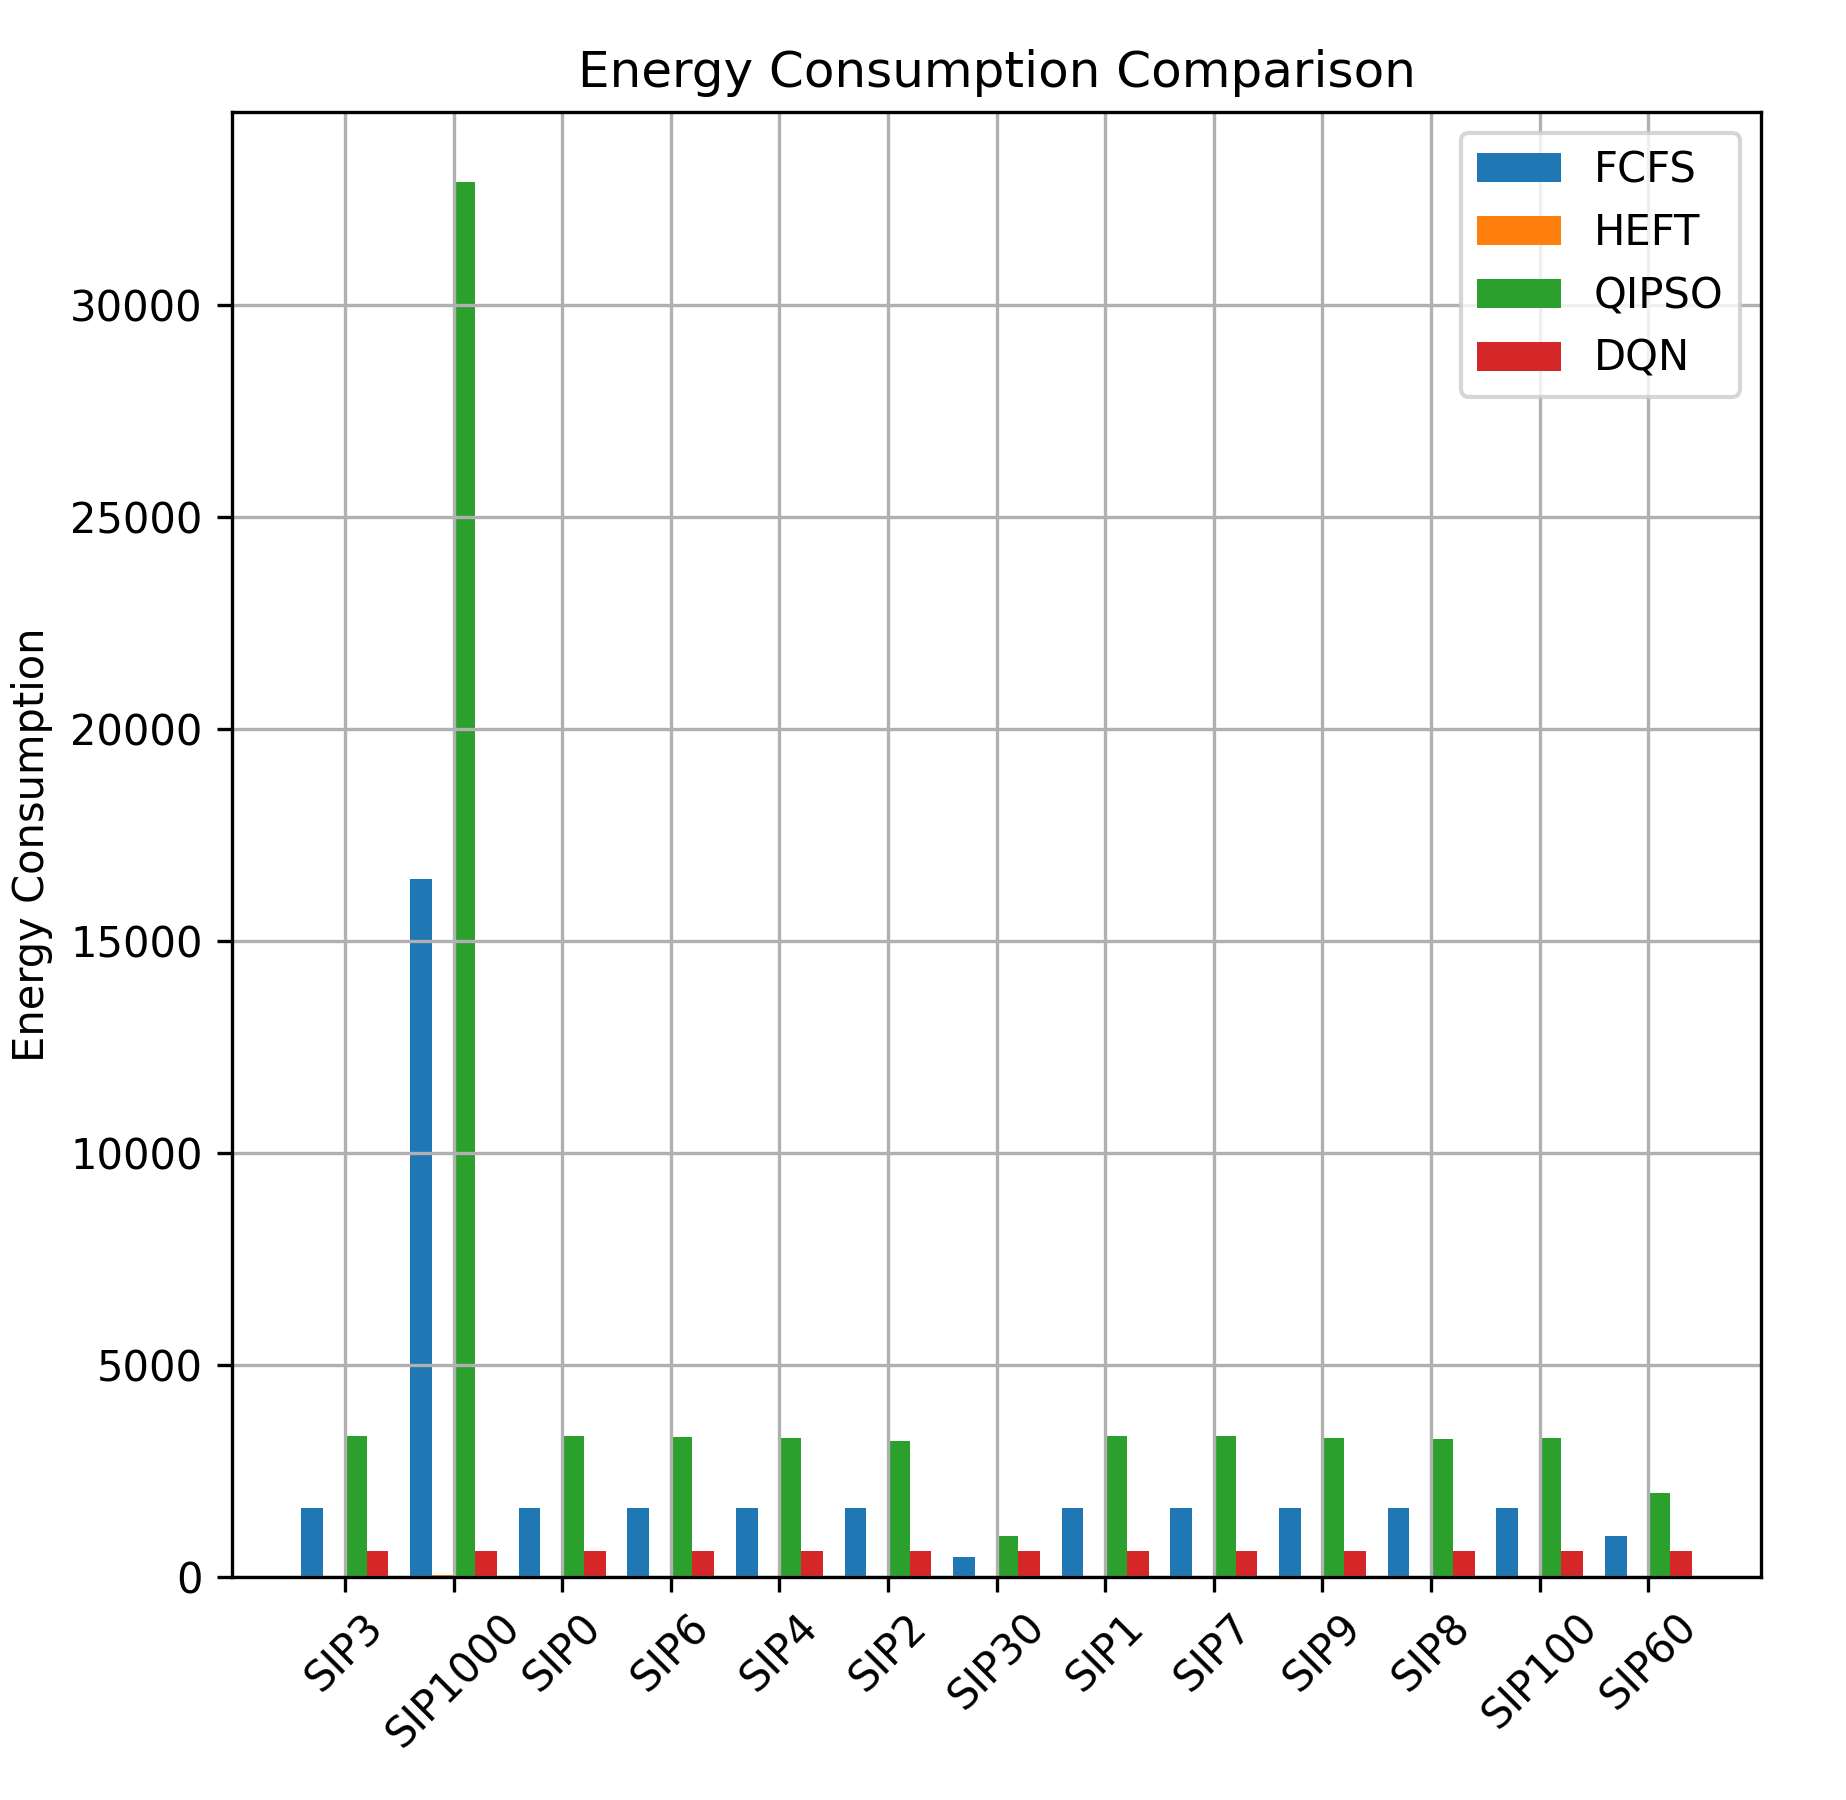 Energy Consumption Comparison
FCFS
HEFT
QIPSO
DQN
Energy Consumption
30000
25000
20000
15000
10000
5000
0
SIP3
SIP1000
SIP0
SIP6
SIP4
SIP2
SIP30
SIP1
SIP7
SIP9
SIP8
SIP100
SIP60